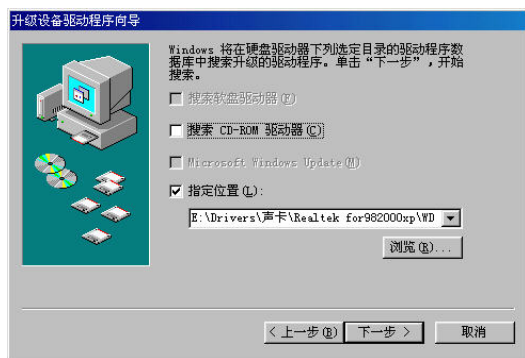 升级设备驱动程序向导
Windows 将在硬盘驱动器下列选定目录的驱动程序数
据库中搜索升级的驱动程序。单击“下一步”，开始
搜索。
搜索软盘驱动器(F)
搜索 CD-ROM 驱动器(C)
Microsoft Windows Update(M)
指定位置(L):
E:\Drivers\声卡\Realtek for982000xp\WD
浏览(R)...
< 上一步(B)
下一步 >
取消